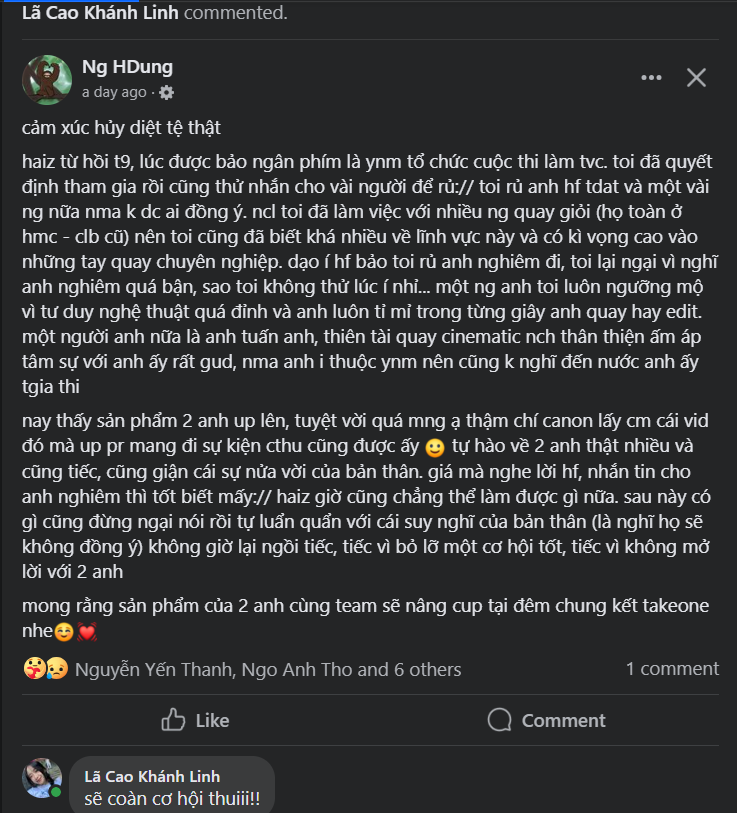 Lã Cao Khánh Linh commented.
Ng HDung
a day ago ·
cảm xúc hủy diệt tệ thật
haiz từ hồi t9, lúc được bảo ngân phím là ynm tổ chức cuộc thi làm tvc. toi đã quyết
định tham gia rồi cũng thử nhắn cho vài người để rủ:// toi rủ anh hf tdat và một vài
ng nữa nma k dc ai đồng ý. ncl toi đã làm việc với nhiều ng quay giỏi (họ toàn ở
hmc - clb cũ) nên toi cũng đã biết khá nhiều về lĩnh vực này và có kì vọng cao vào
những tay quay chuyên nghiệp. dạo í hf bảo toi rủ anh nghiêm đi, toi lại ngại vì nghĩ
anh nghiêm quá bận, sao toi không thử lúc í nhỉ... một ng anh toi luôn ngưỡng mộ
vì tư duy nghệ thuật quá đỉnh và anh luôn tỉ mỉ trong từng giây anh quay hay edit.
một người anh nữa là anh tuấn anh, thiên tài quay cinematic nch thân thiện ấm áp
tâm sự với anh ấy rất gud, nma anh i thuộc ynm nên cũng k nghĩ đến nước anh ấy
tgia thi
nay thấy sản phẩm 2 anh up lên, tuyệt vời quá mng ạ thậm chí canon lấy cm cái vid
đó mà up pr mang đi sự kiện cthu cũng được ấy 🙂 tự hào về 2 anh thật nhiều và
cũng tiếc, cũng giận cái sự nửa vời của bản thân. giá mà nghe lời hf, nhắn tin cho
anh nghiêm thì tốt biết mấy:// haiz giờ cũng chẳng thể làm được gì nữa. sau này có
gì cũng đừng ngại nói rồi tự luẩn quẩn với cái suy nghĩ của bản thân (là nghĩ họ sẽ
không đồng ý) không giờ lại ngồi tiếc, tiếc vì bỏ lỡ một cơ hội tốt, tiếc vì không mở
lời với 2 anh
mong rằng sản phẩm của 2 anh cùng team sẽ nâng cup tại đêm chung kết takeone
nhe☺️💓
Nguyễn Yến Thanh, Ngo Anh Tho and 6 others
1 comment
Like
Comment
Lã Cao Khánh Linh
sẽ coàn cơ hội thuiii!!